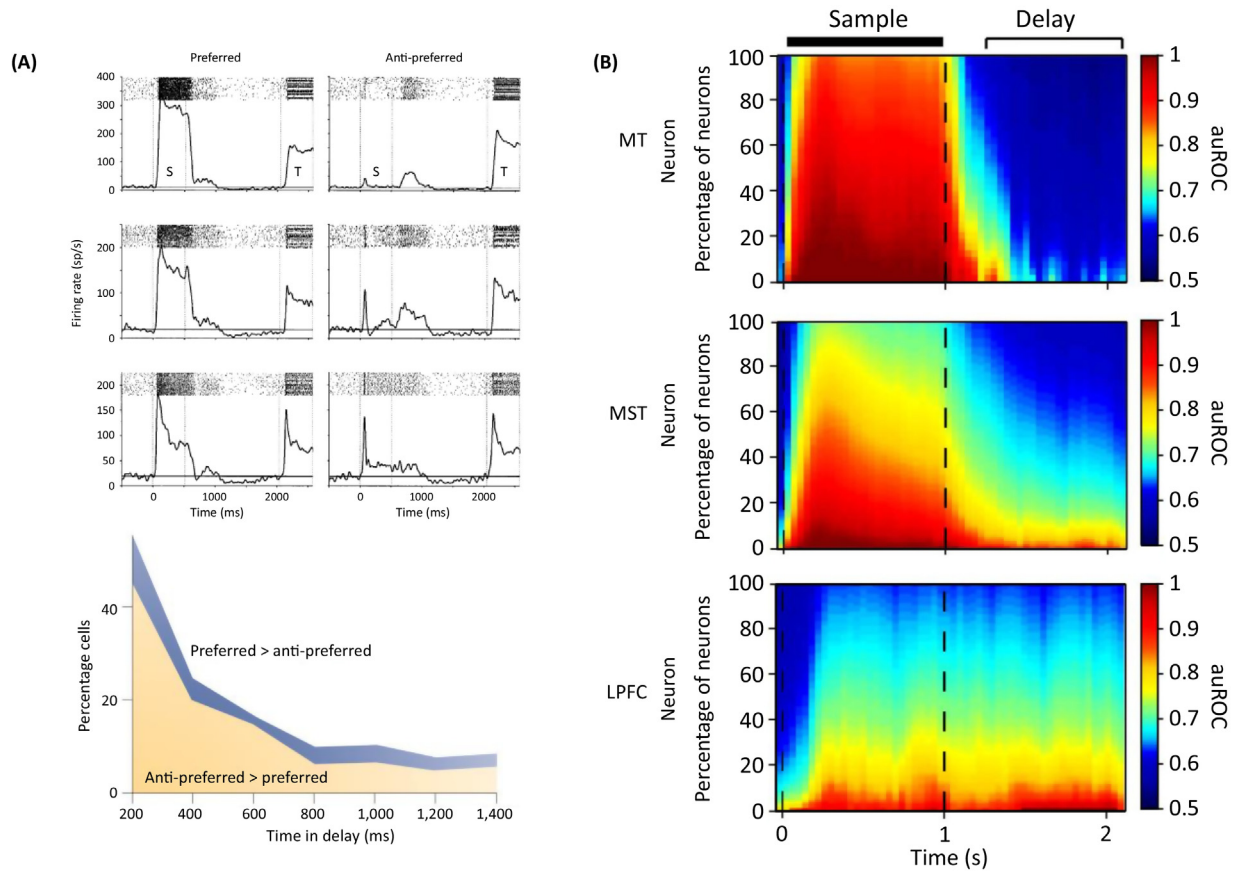 (A)
Preferred
Anti-preferred
400
300
200
100
0
S
T
S
T
200
100
0
Firing rate (sp/s)
200
150
100
50
0
0
1000
2000
0
1000
2000
Time (ms)
Time (ms)
40
20
0
Percentage cells
Preferred > anti-preferred
Anti-preferred > preferred
200
400
600
800
1,000
1,200
1,400
Time in delay (ms)
(B)
Sample
Delay
MT
Neuron
Percentage of neurons
100
80
60
40
20
0
1
0.9
0.8
0.7
0.6
0.5
auROC
MST
Neuron
Percentage of neurons
100
80
60
40
20
0
1
0.9
0.8
0.7
0.6
0.5
auROC
LPFC
Neuron
Percentage of neurons
100
80
60
40
20
0
1
0.9
0.8
0.7
0.6
0.5
auROC
0
1
2
Time (s)